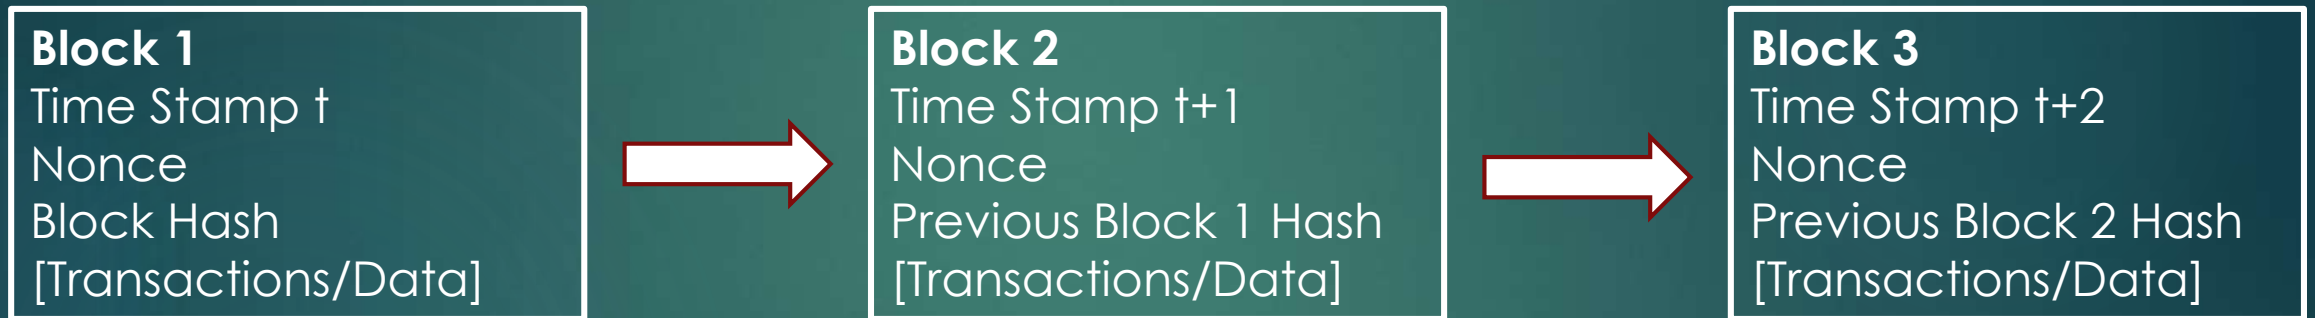 Block 1
Time Stamp t
Nonce
Block Hash
[Transactions/Data]
Block 2
Time Stamp t+1
Nonce
Previous Block 1 Hash
[Transactions/Data]
Block 3
Time Stamp t+2
Nonce
Previous Block 2 Hash
[Transactions/Data]